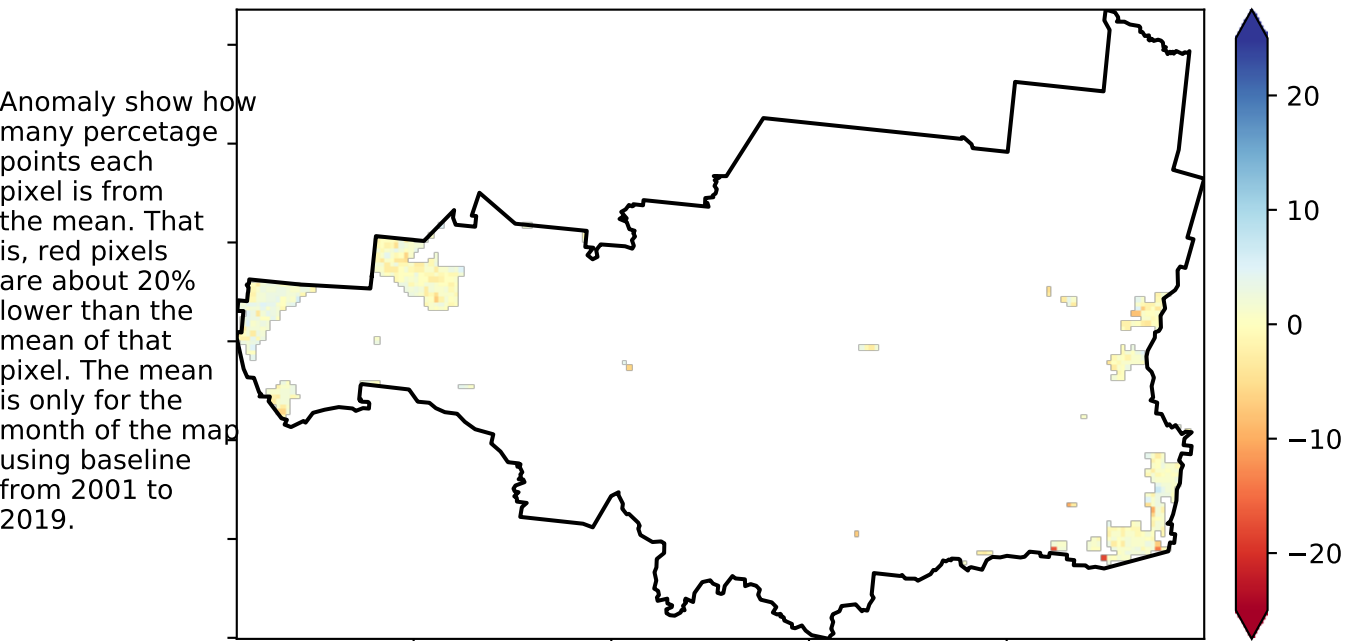 Anomaly show how
many percetage
points each
pixel is from
the mean. That
is, red pixels
are about 20%
lower than the
mean of that
pixel. The mean
is only for the
month of the map
using baseline
from 2001 to
2019.
20
10
0
−10
−20